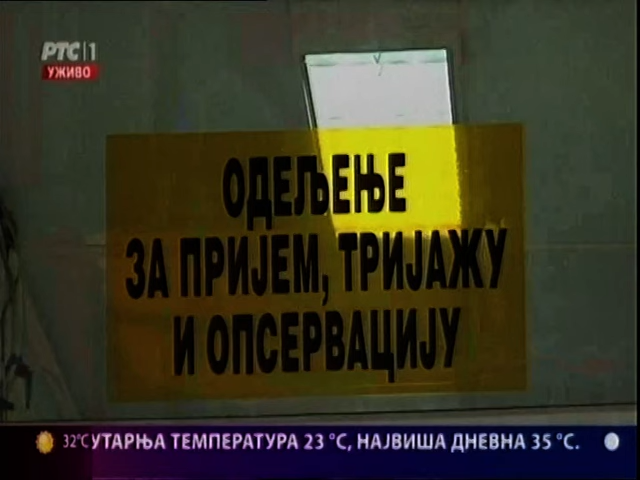 РТС|1
УЖИВО
ОДЕЉЕЊЕ
ЗА ПРИЈЕМ, ТРИЈАЖУ
И ОПСЕРВАЦИЈУ
32°C УТАРЊА ТЕМПЕРАТУРА 23 °C, НАЈВИША ДНЕВНА 35 °C.